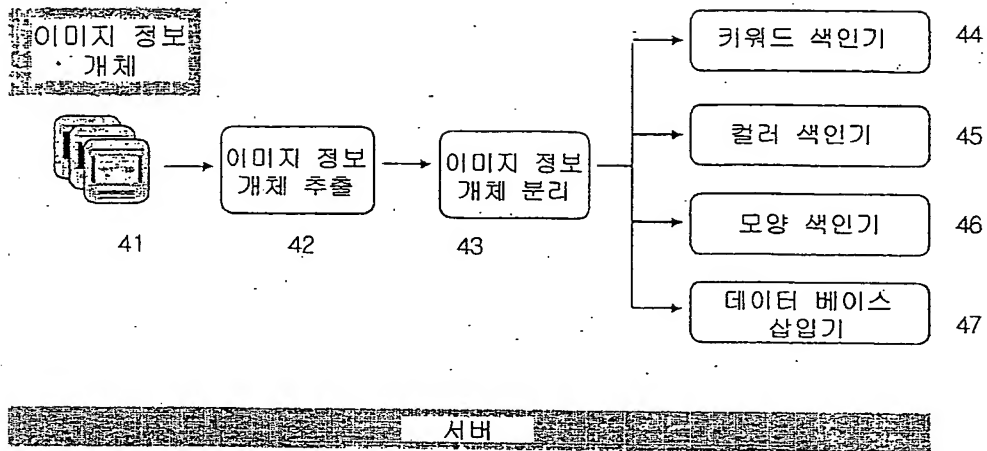 이미지 정보
개체
41
이미지 정보
개체 추출
42
이미지 정보
개체 분리
43
키워드 색인기
44
컬러 색인기
45
모양 색인기
46
데이터 베이스
삽입기
47
서버